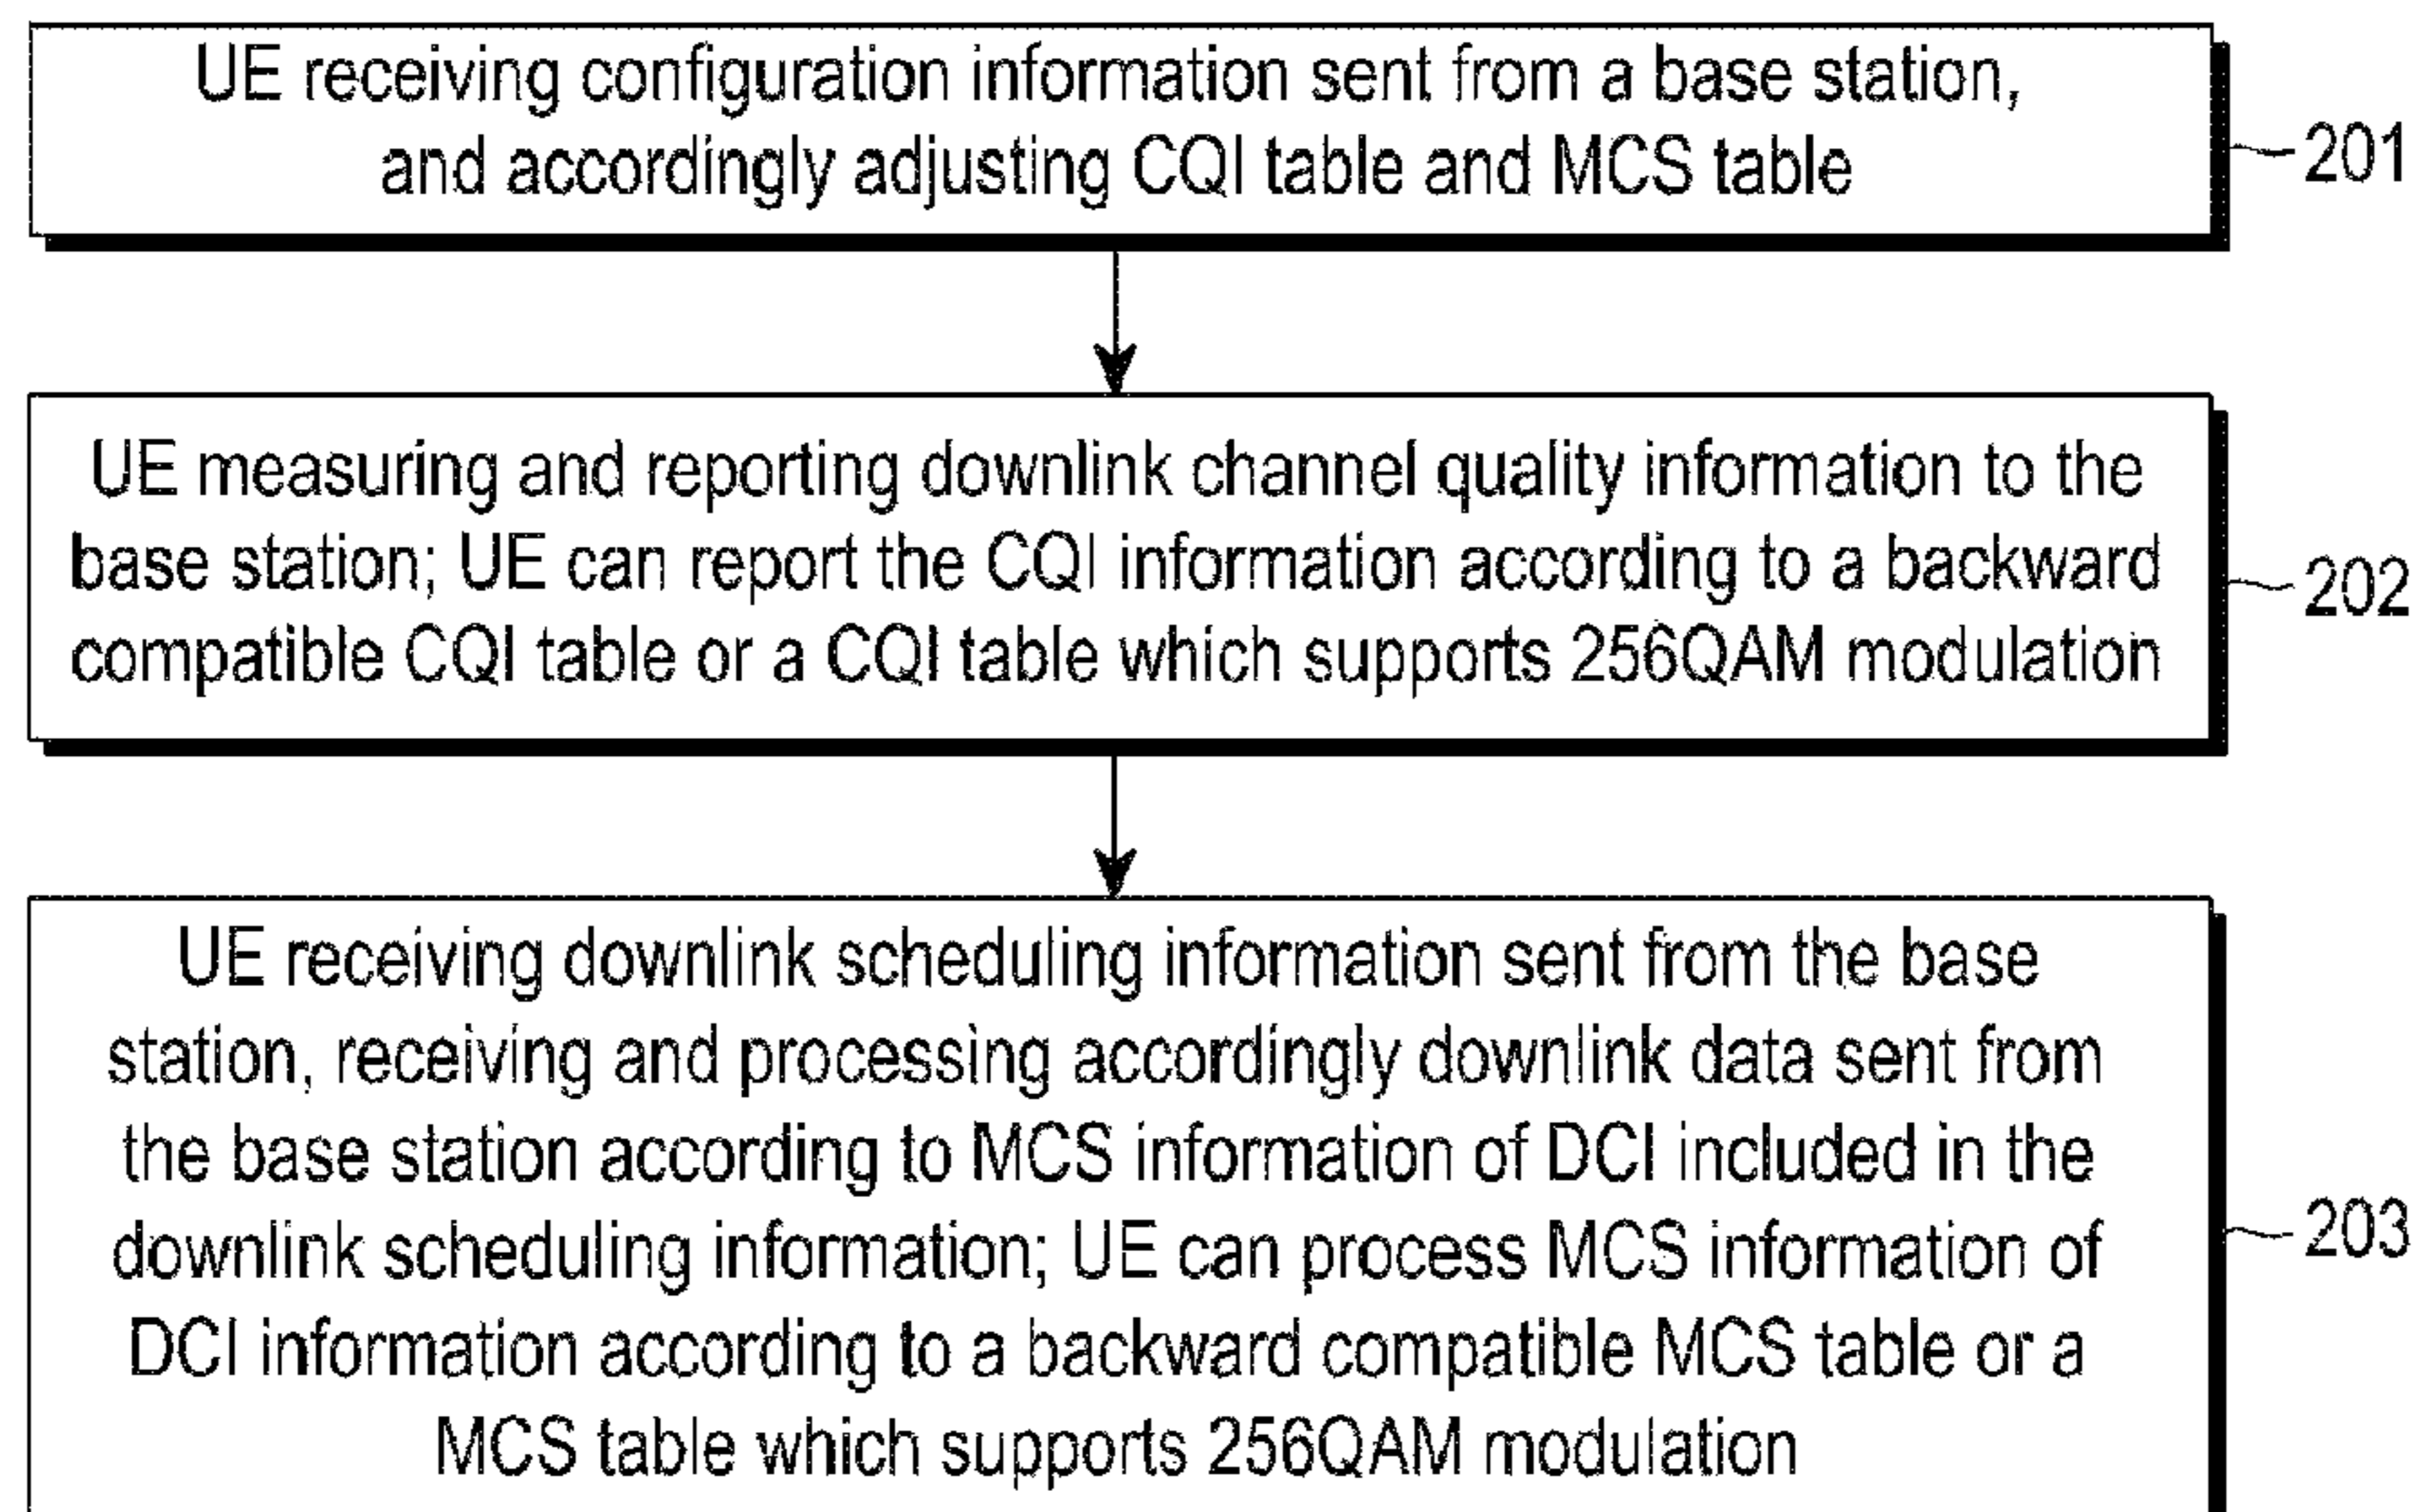 UE receiving configuration information sent from a base station,
and accordingly adjusting CQI table and MCS table
201
UE measuring and reporting downlink channel quality information to the
base station; UE can report the CQI information according to a backward
compatible CQI table or a CQI table which supports 256QAM modulation
202
UE receiving downlink scheduling information sent from the base
station, receiving and processing accordingly downlink data sent from
the base station according to MCS information of DCI included in the
downlink scheduling information; UE can process MCS information of
DCI information according to a backward compatible MCS table or a
MCS table which supports 256QAM modulation
203